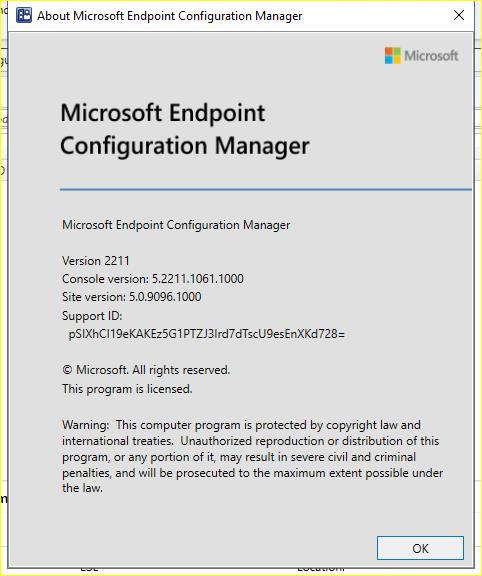 About Microsoft Endpoint Configuration Manager
Microsoft
Microsoft Endpoint
Configuration Manager
Microsoft Endpoint Configuration Manager
Version 2211
Console version: 5.2211.1061.1000
Site version: 5.0.9096.1000
Support ID:
pSIXhCI19eKAKEz5G1PTZJ3Ird7dTscU9esEnXKd728=
© Microsoft. All rights reserved.
This program is licensed.
Warning: This computer program is protected by copyright law and
international treaties. Unauthorized reproduction or distribution of this
program, or any portion of it, may result in severe civil and criminal
penalties, and will be prosecuted to the maximum extent possible under
the law.
OK